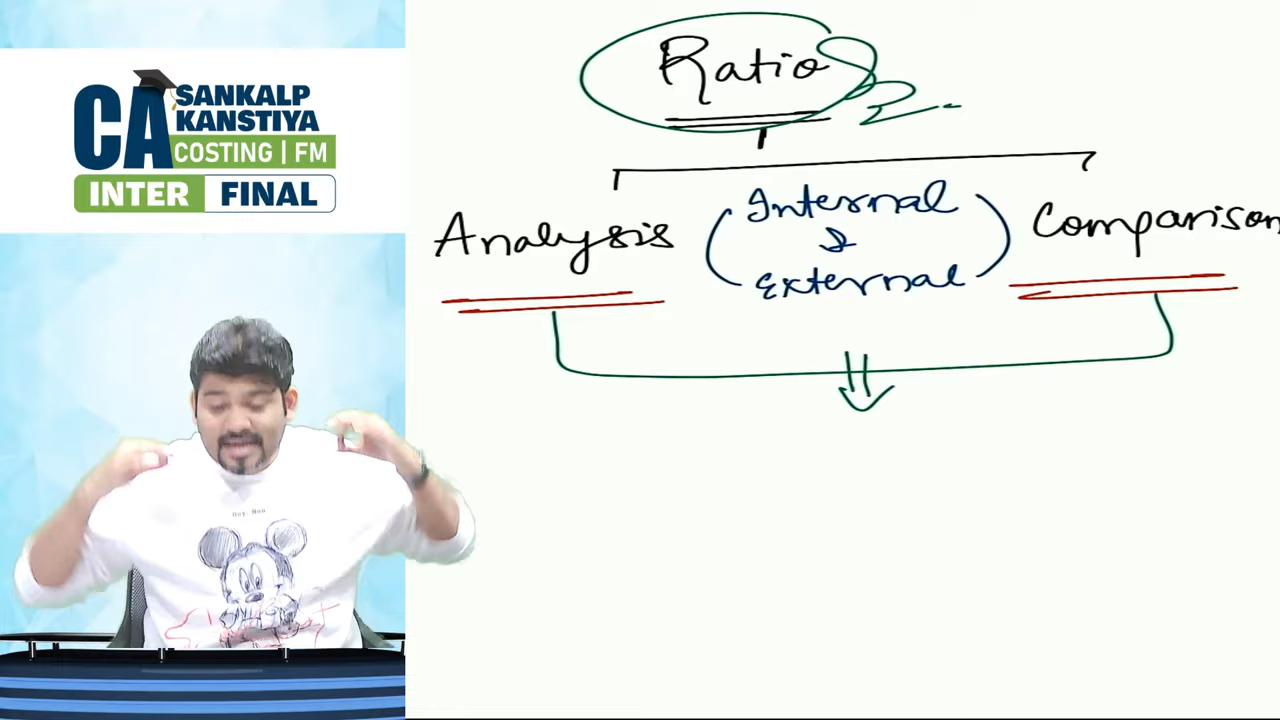 CA SANKALP
KANSTIYA
COSTING | FM
INTER FINAL
Ratio
Analysis
(Internal
&
External)
Comparison